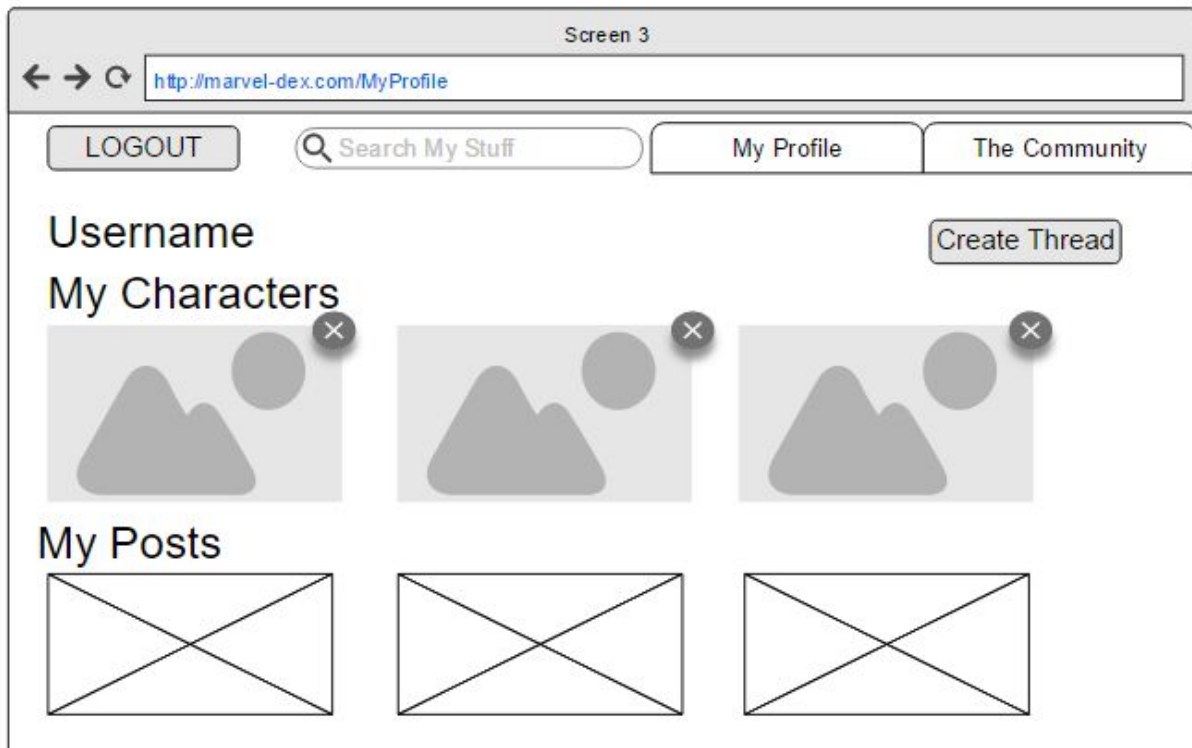 Screen 3
http://marvel-dex.com/MyProfile
LOGOUT
Search My Stuff
My Profile
The Community
Username
Create Thread
My Characters
My Posts